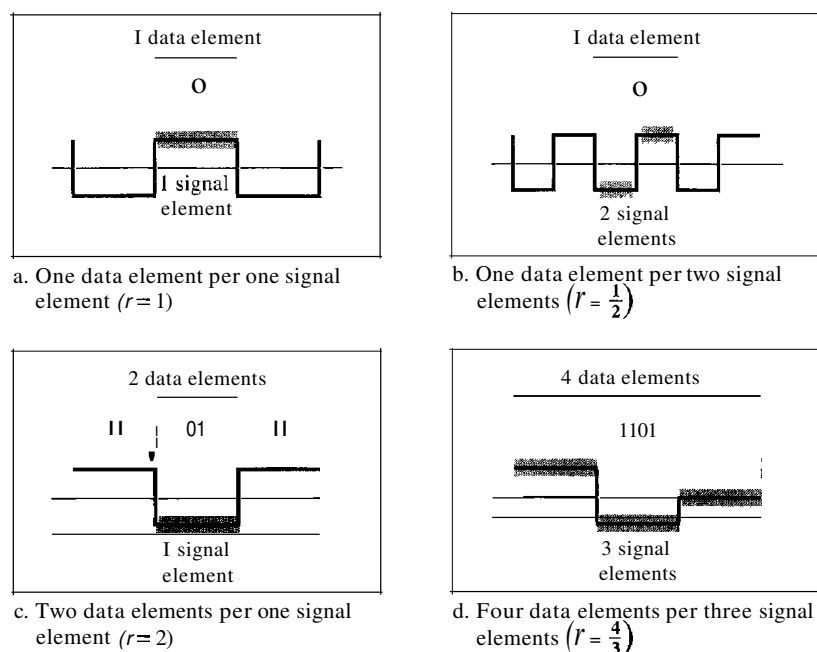 I data element
O
1 signal
element
a. One data element per one signal
element (r = 1)
I data element
O
2 signal
elements
b. One data element per two signal
elements (r = 1/2)
2 data elements
II 01 II
I signal
element
c. Two data elements per one signal
element (r = 2)
4 data elements
1101
3 signal
elements
d. Four data elements per three signal
elements (r = 4/3)